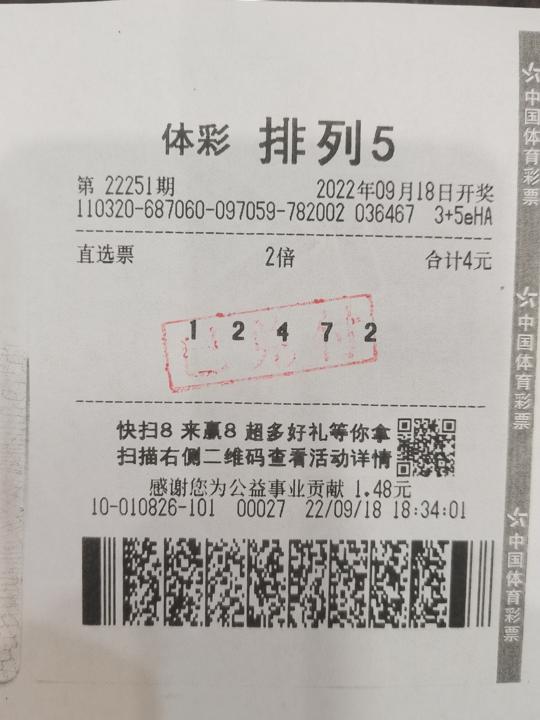 体彩 排列5
第 22251期 2022年09月18日开奖
110320-687060-097059-782002 036467 3+5eHA
直选票 2倍 合计4元
1 2 4 7 2
已兑付
快扫8 来赢8 超多好礼等你拿
扫描右侧二维码查看活动详情
感谢您为公益事业贡献 1.48元
10-010826-101 00027 22/09/18 18:34:01
中国体育彩票
中国体育彩票
中国体育彩票